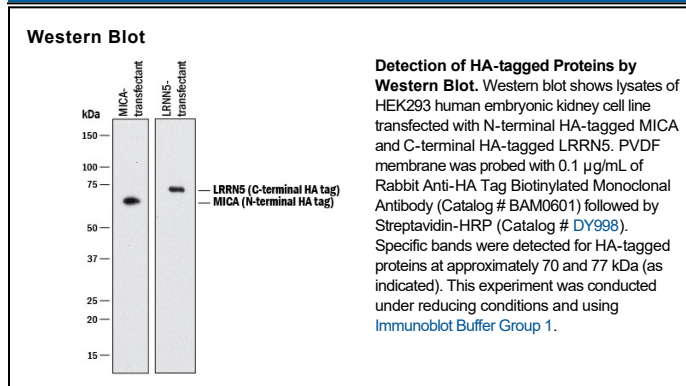 Western Blot
MICA-
transfectant
LRNN5-
transfectant
kDa
150
100
75
50
37
25
20
15
LRRN5 (C-terminal HA tag)
MICA (N-terminal HA tag)
Detection of HA-tagged Proteins by
Western Blot. Western blot shows lysates of
HEK293 human embryonic kidney cell line
transfected with N-terminal HA-tagged MICA
and C-terminal HA-tagged LRRN5. PVDF
membrane was probed with 0.1 µg/mL of
Rabbit Anti-HA Tag Biotinylated Monoclonal
Antibody (Catalog # BAM0601) followed by
Streptavidin-HRP (Catalog # DY998).
Specific bands were detected for HA-tagged
proteins at approximately 70 and 77 kDa (as
indicated). This experiment was conducted
under reducing conditions and using
Immunoblot Buffer Group 1.